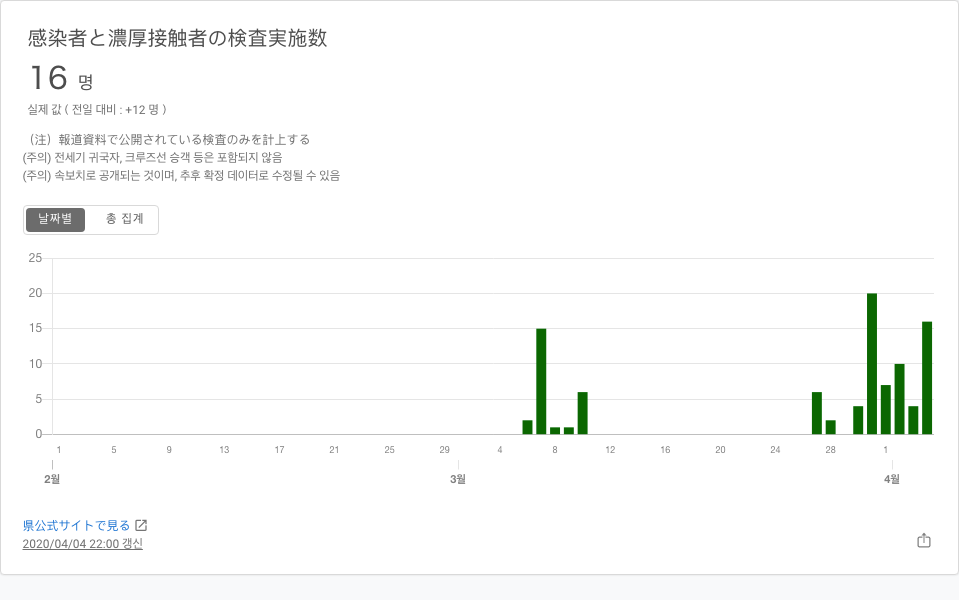 感染者と濃厚接触者の検査実施数
16 명
실제 값 ( 전일 대비 : +12 명 )
（注）報道資料で公開されている検査のみを計上する
(주의) 전세기 귀국자, 크루즈선 승객 등은 포함되지 않음
(주의) 속보치로 공개되는 것이며, 추후 확정 데이터로 수정될 수 있음
날짜별 총 집계
25
20
15
10
5
0
1 5 9 13 17 21 25 29 4 8 12 16 20 24 28 1
2월 3월 4월
県公式サイトで見る
2020/04/04 22:00 갱신